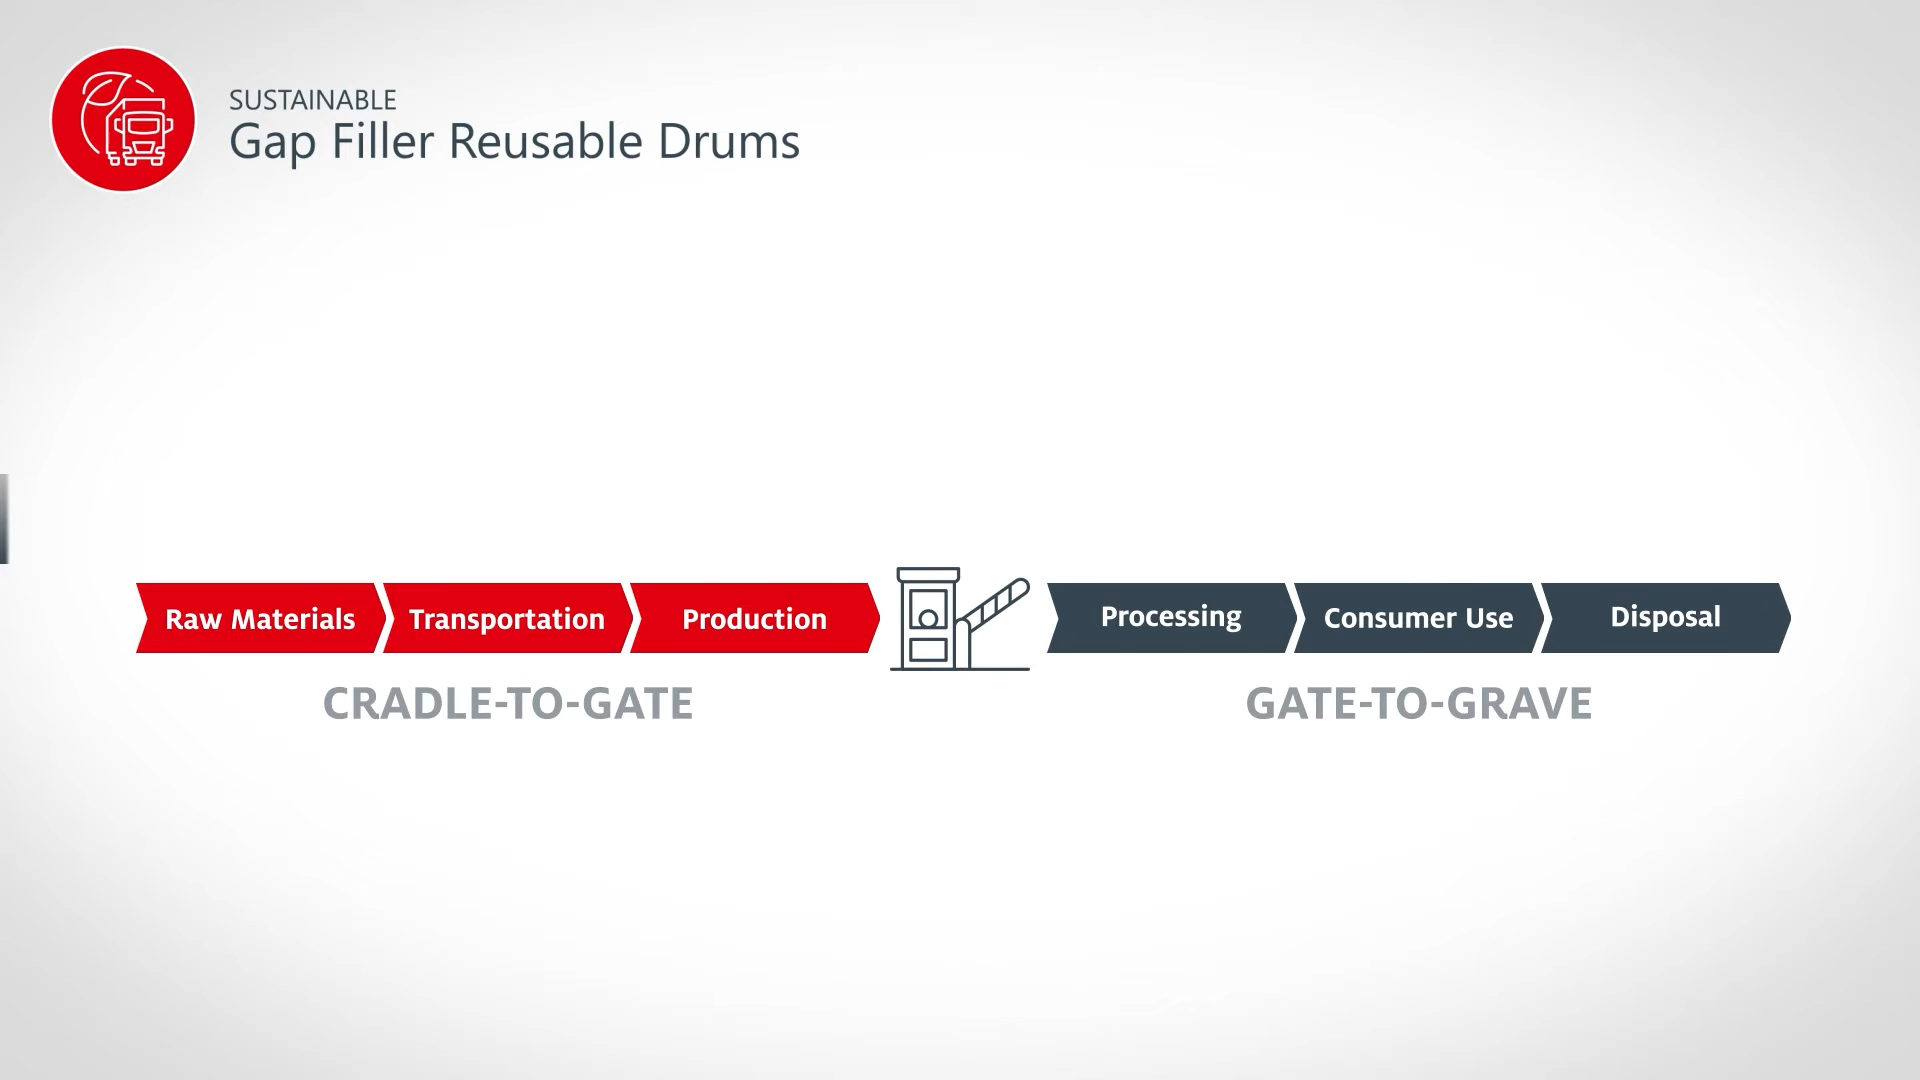 SUSTAINABLE
Gap Filler Reusable Drums
Raw Materials
Transportation
Production
Processing
Consumer Use
Disposal
CRADLE-TO-GATE
GATE-TO-GRAVE